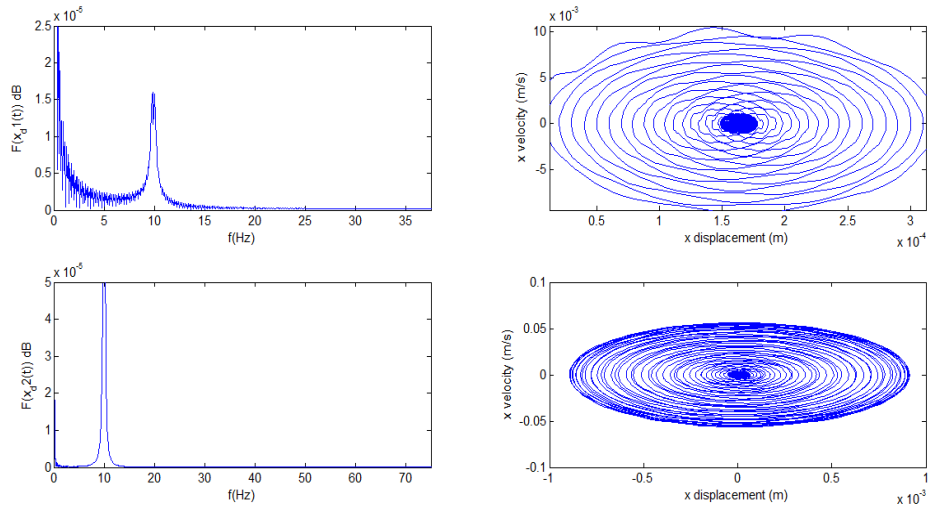 x 10^-5
2.5
2
1.5
1
0.5
0
0 5 10 15 20 25 30 35
f(Hz)
F(x_d1(t)) dB
x 10^-3
10
5
0
-5
0.5 1 1.5 2 2.5 3
x 10^-4
x displacement (m)
x velocity (m/s)
x 10^-5
5
4
3
2
1
0
0 10 20 30 40 50 60 70
f(Hz)
F(x_d2(t)) dB
0.1
0.05
0
-0.05
-0.1
-1 -0.5 0 0.5 1
x 10^-3
x displacement (m)
x velocity (m/s)